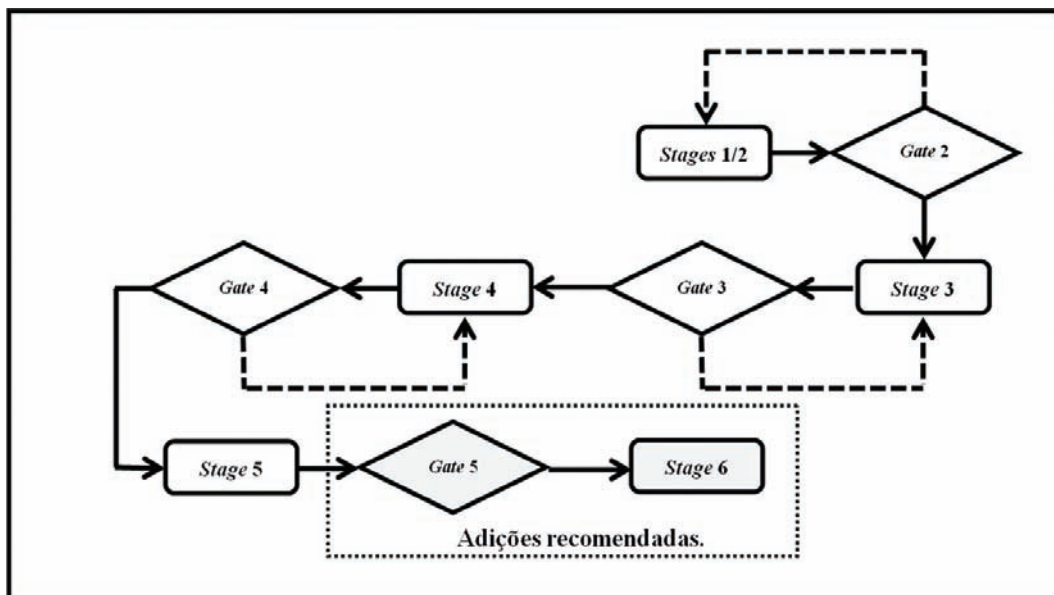 Stages 1/2
Gate 2
Gate 4
Stage 4
Gate 3
Stage 3
Stage 5
Gate 5
Stage 6
Adições recomendadas.